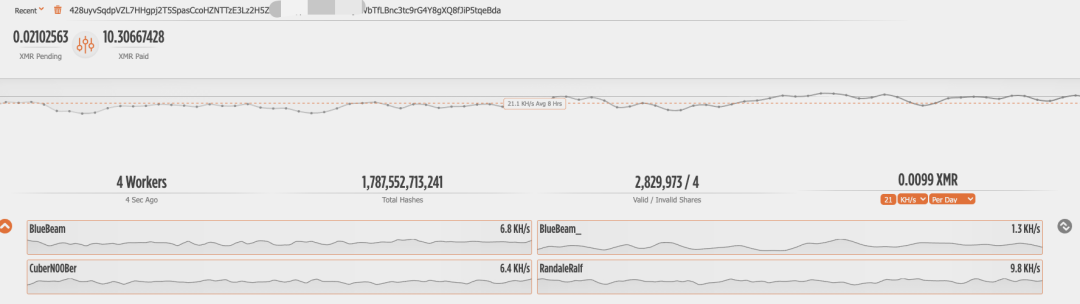 Recent
428uyvSqdpVZL7HHgpj2T5SpasCcoHZNTTzE3Lz2H5Z VbTfLBnc3tc9rG4Y8gXQ8fJiP5tqeBda
0.02102563 10.30667428
XMR Pending XMR Paid
21.1 KH/s Avg 8 Hrs
4 Workers 1,787,552,713,241 2,829,973 / 4 0.0099 XMR
4 Sec Ago Total Hashes Valid / Invalid Shares 21 KH/s Per Day
BlueBeam 6.8 KH/s BlueBeam_ 1.3 KH/s
CuberN00Ber 6.4 KH/s RandaleRalf 9.8 KH/s